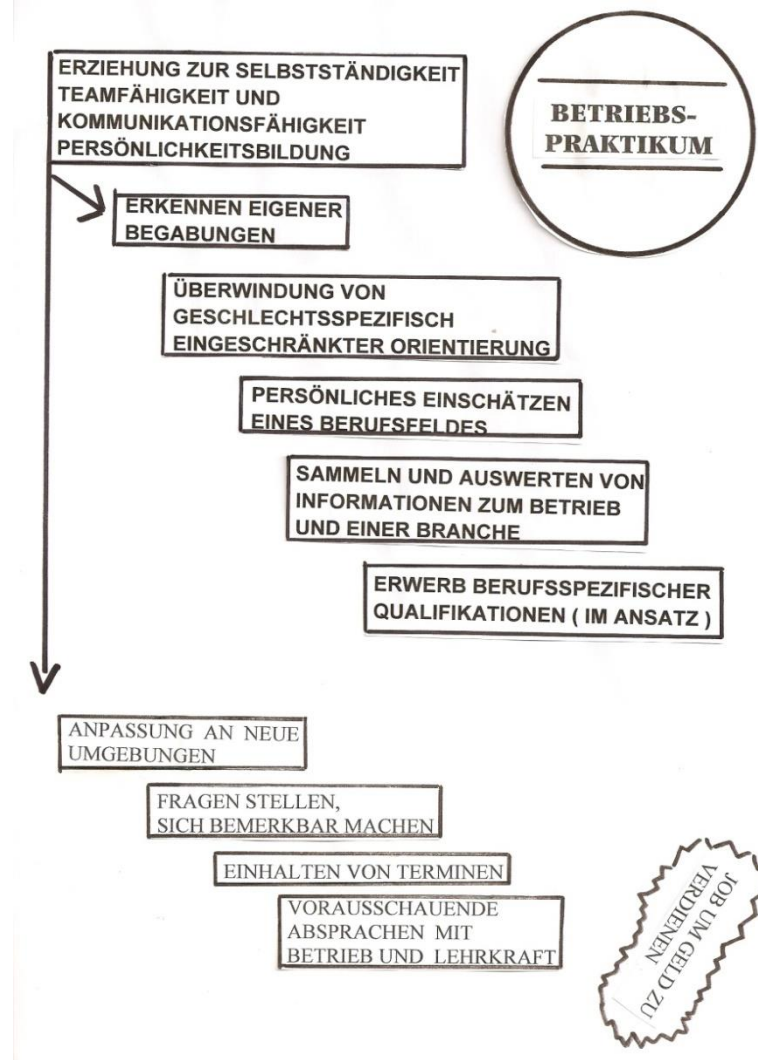 ERZIEHUNG ZUR SELBSTSTÄNDIGKEIT
TEAMFÄHIGKEIT UND
KOMMUNIKATIONSFÄHIGKEIT
PERSÖNLICHKEITSBILDUNG
BETRIEBS-
PRAKTIKUM
ERKENNEN EIGENER
BEGABUNGEN
ÜBERWINDUNG VON
GESCHLECHTSSPEZIFISCH
EINGESCHRÄNKTER ORIENTIERUNG
PERSÖNLICHES EINSCHÄTZEN
EINES BERUFSFELDES
SAMMELN UND AUSWERTEN VON
INFORMATIONEN ZUM BETRIEB
UND EINER BRANCHE
ERWERB BERUFSSPEZIFISCHER
QUALIFIKATIONEN ( IM ANSATZ )
ANPASSUNG AN NEUE
UMGEBUNGEN
FRAGEN STELLEN,
SICH BEMERKBAR MACHEN
EINHALTEN VON TERMINEN
VORAUSSCHAUENDE
ABSPRACHEN MIT
BETRIEB UND LEHRKRAFT
JOB UM GELD ZU
VERDIENEN